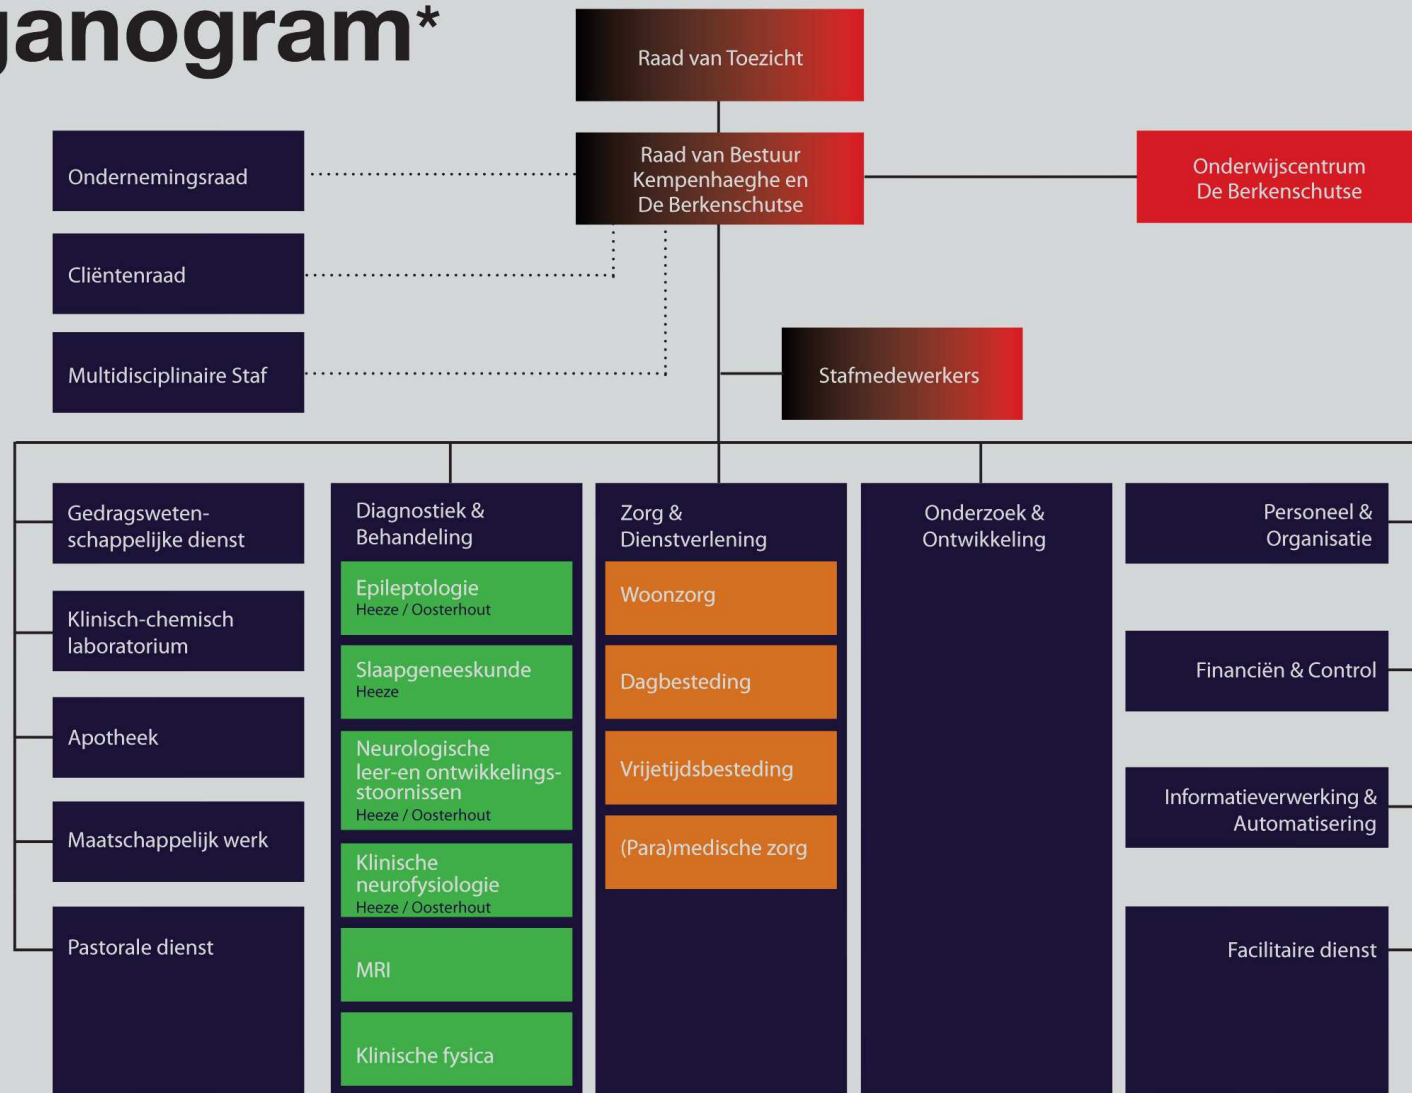 ganogram*
Raad van Toezicht
Raad van Bestuur
Kempenhaeghe en
De Berkenschutse
Onderwijscentrum
De Berkenschutse
Ondernemingsraad
Cliëntenraad
Multidisciplinaire Staf
Stafmedewerkers
Gedragsweten-
schappelijke dienst
Klinisch-chemisch
laboratorium
Apotheek
Maatschappelijk werk
Pastorale dienst
Diagnostiek &
Behandeling
Epileptologie
Heeze / Oosterhout
Slaapgeneeskunde
Heeze
Neurologische
leer-en ontwikkelings-
stoornissen
Heeze / Oosterhout
Klinische
neurofysiologie
Heeze / Oosterhout
MRI
Klinische fysica
Zorg &
Dienstverlening
Woonzorg
Dagbesteding
Vrijetijdsbesteding
(Para)medische zorg
Onderzoek &
Ontwikkeling
Personeel &
Organisatie
Financiën & Control
Informatieverwerking &
Automatisering
Facilitaire dienst